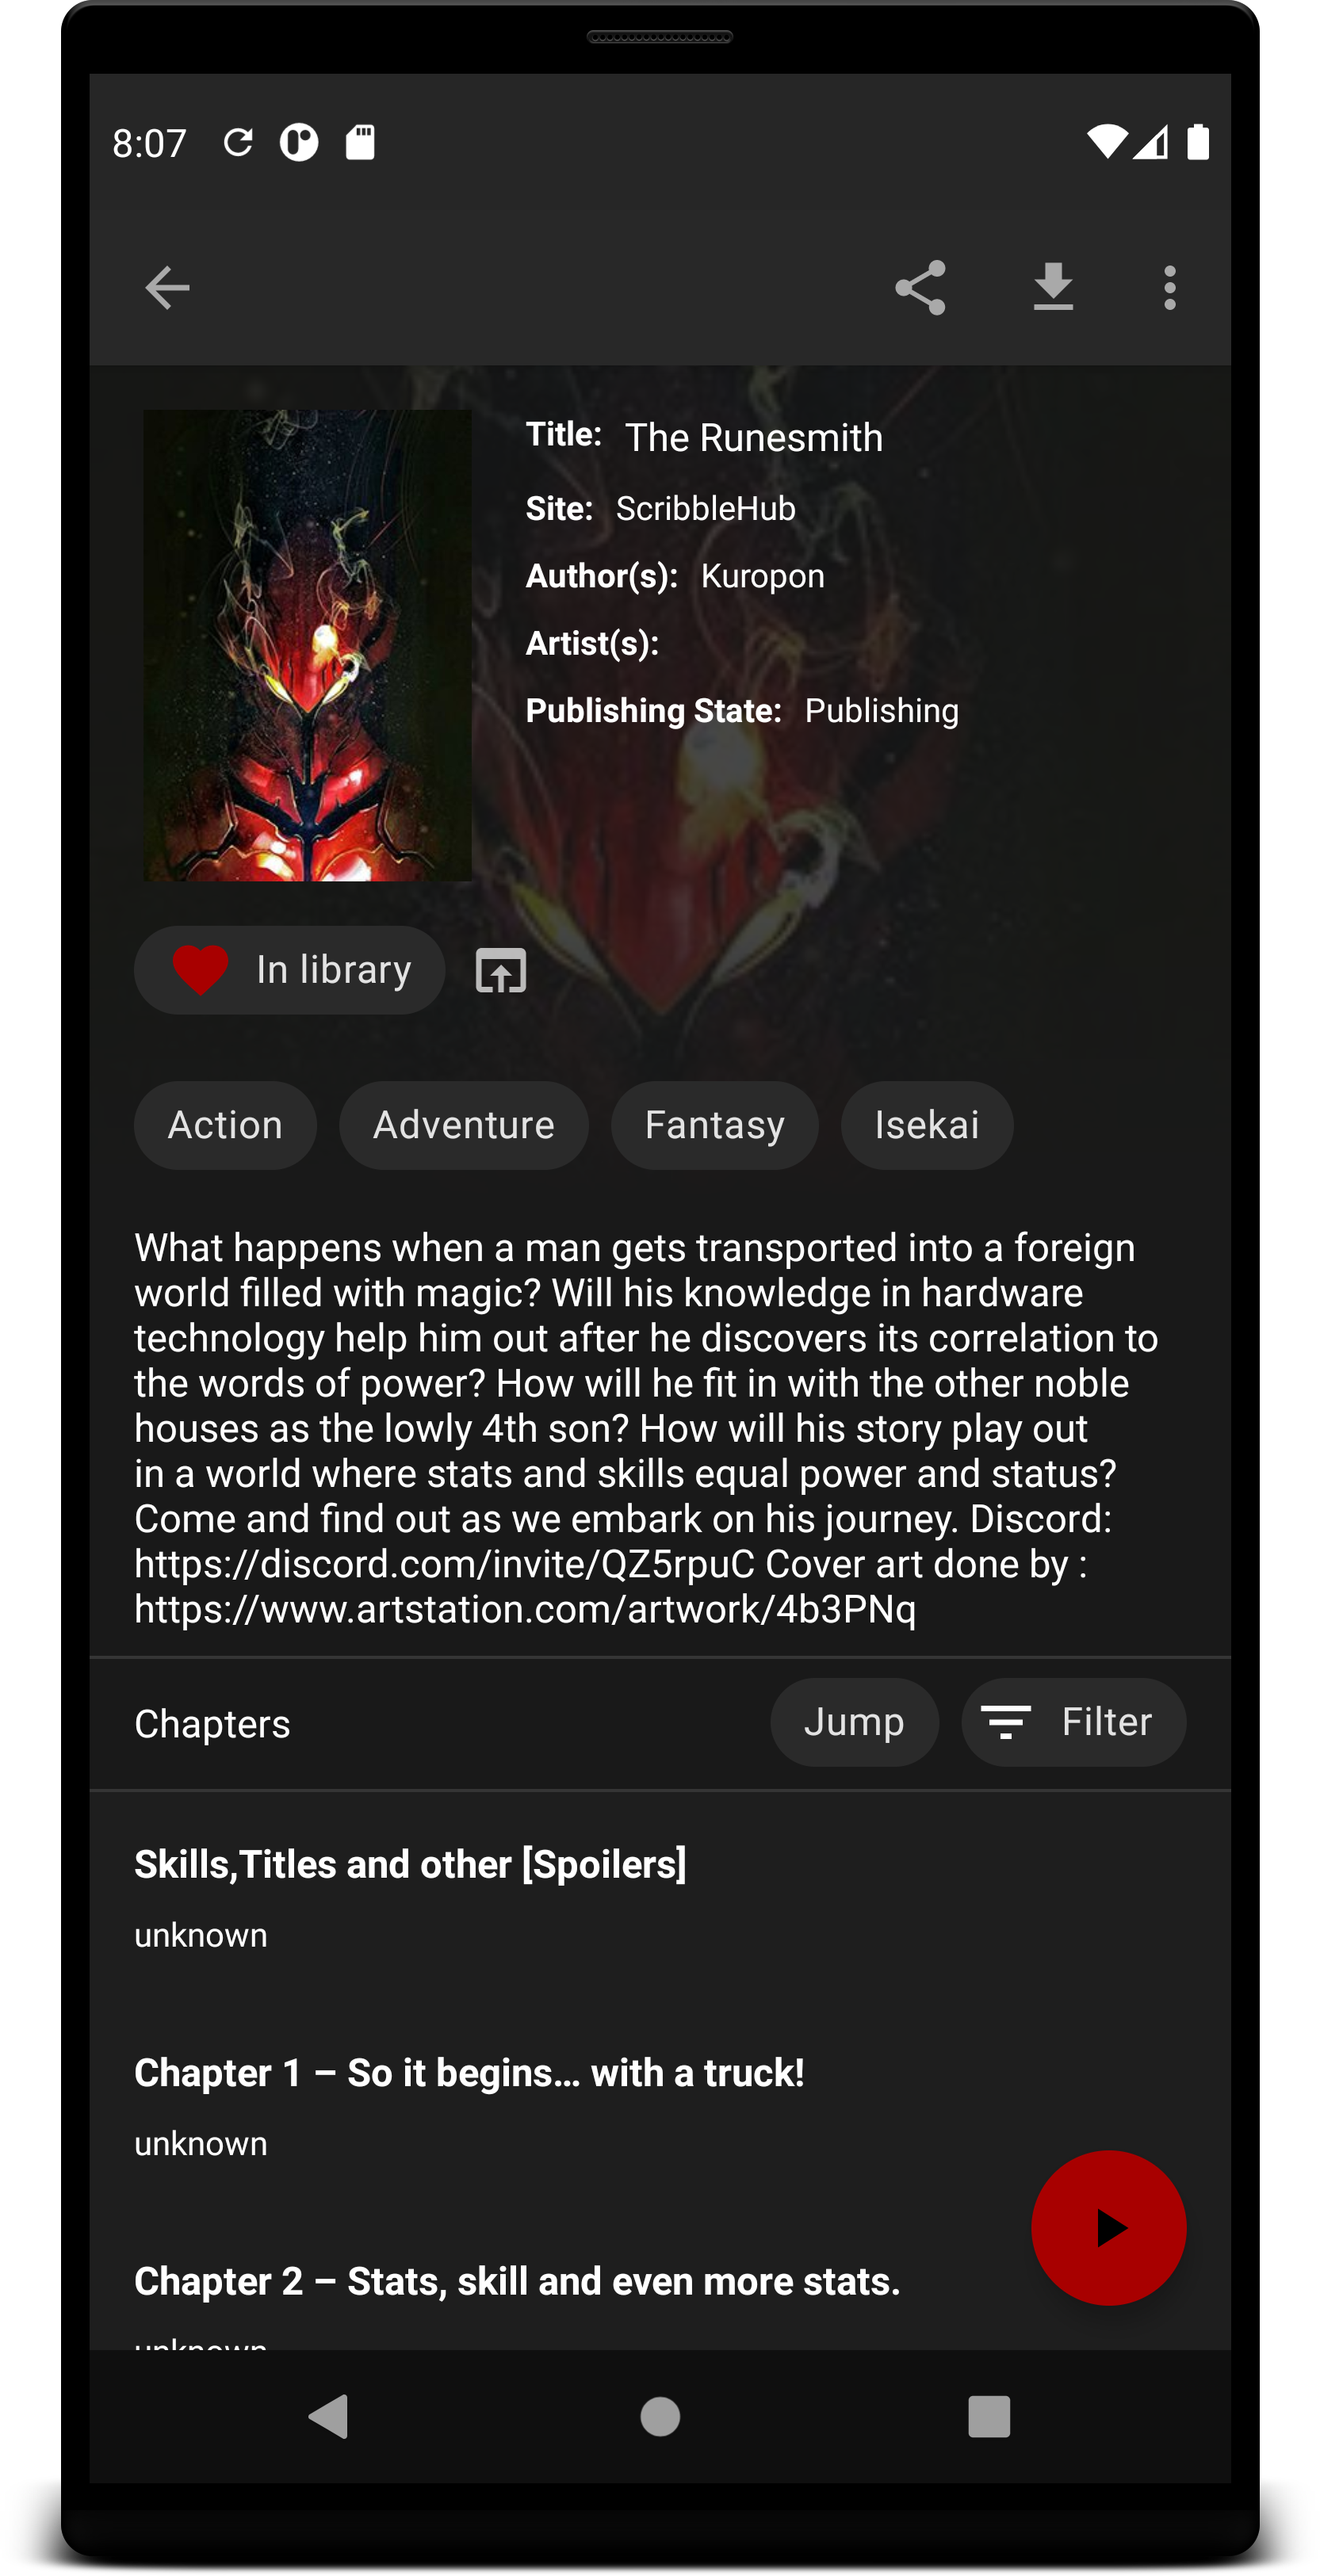 8:07
Title: The Runesmith
Site: ScribbleHub
Author(s): Kuropon
Artist(s):
Publishing State: Publishing
In library
Action Adventure Fantasy Isekai
What happens when a man gets transported into a foreign
world filled with magic? Will his knowledge in hardware
technology help him out after he discovers its correlation to
the words of power? How will he fit in with the other noble
houses as the lowly 4th son? How will his story play out
in a world where stats and skills equal power and status?
Come and find out as we embark on his journey. Discord:
https://discord.com/invite/QZ5rpuC Cover art done by :
https://www.artstation.com/artwork/4b3PNq
Chapters Jump Filter
Skills,Titles and other [Spoilers]
unknown
Chapter 1 – So it begins… with a truck!
unknown
Chapter 2 – Stats, skill and even more stats.
unknown